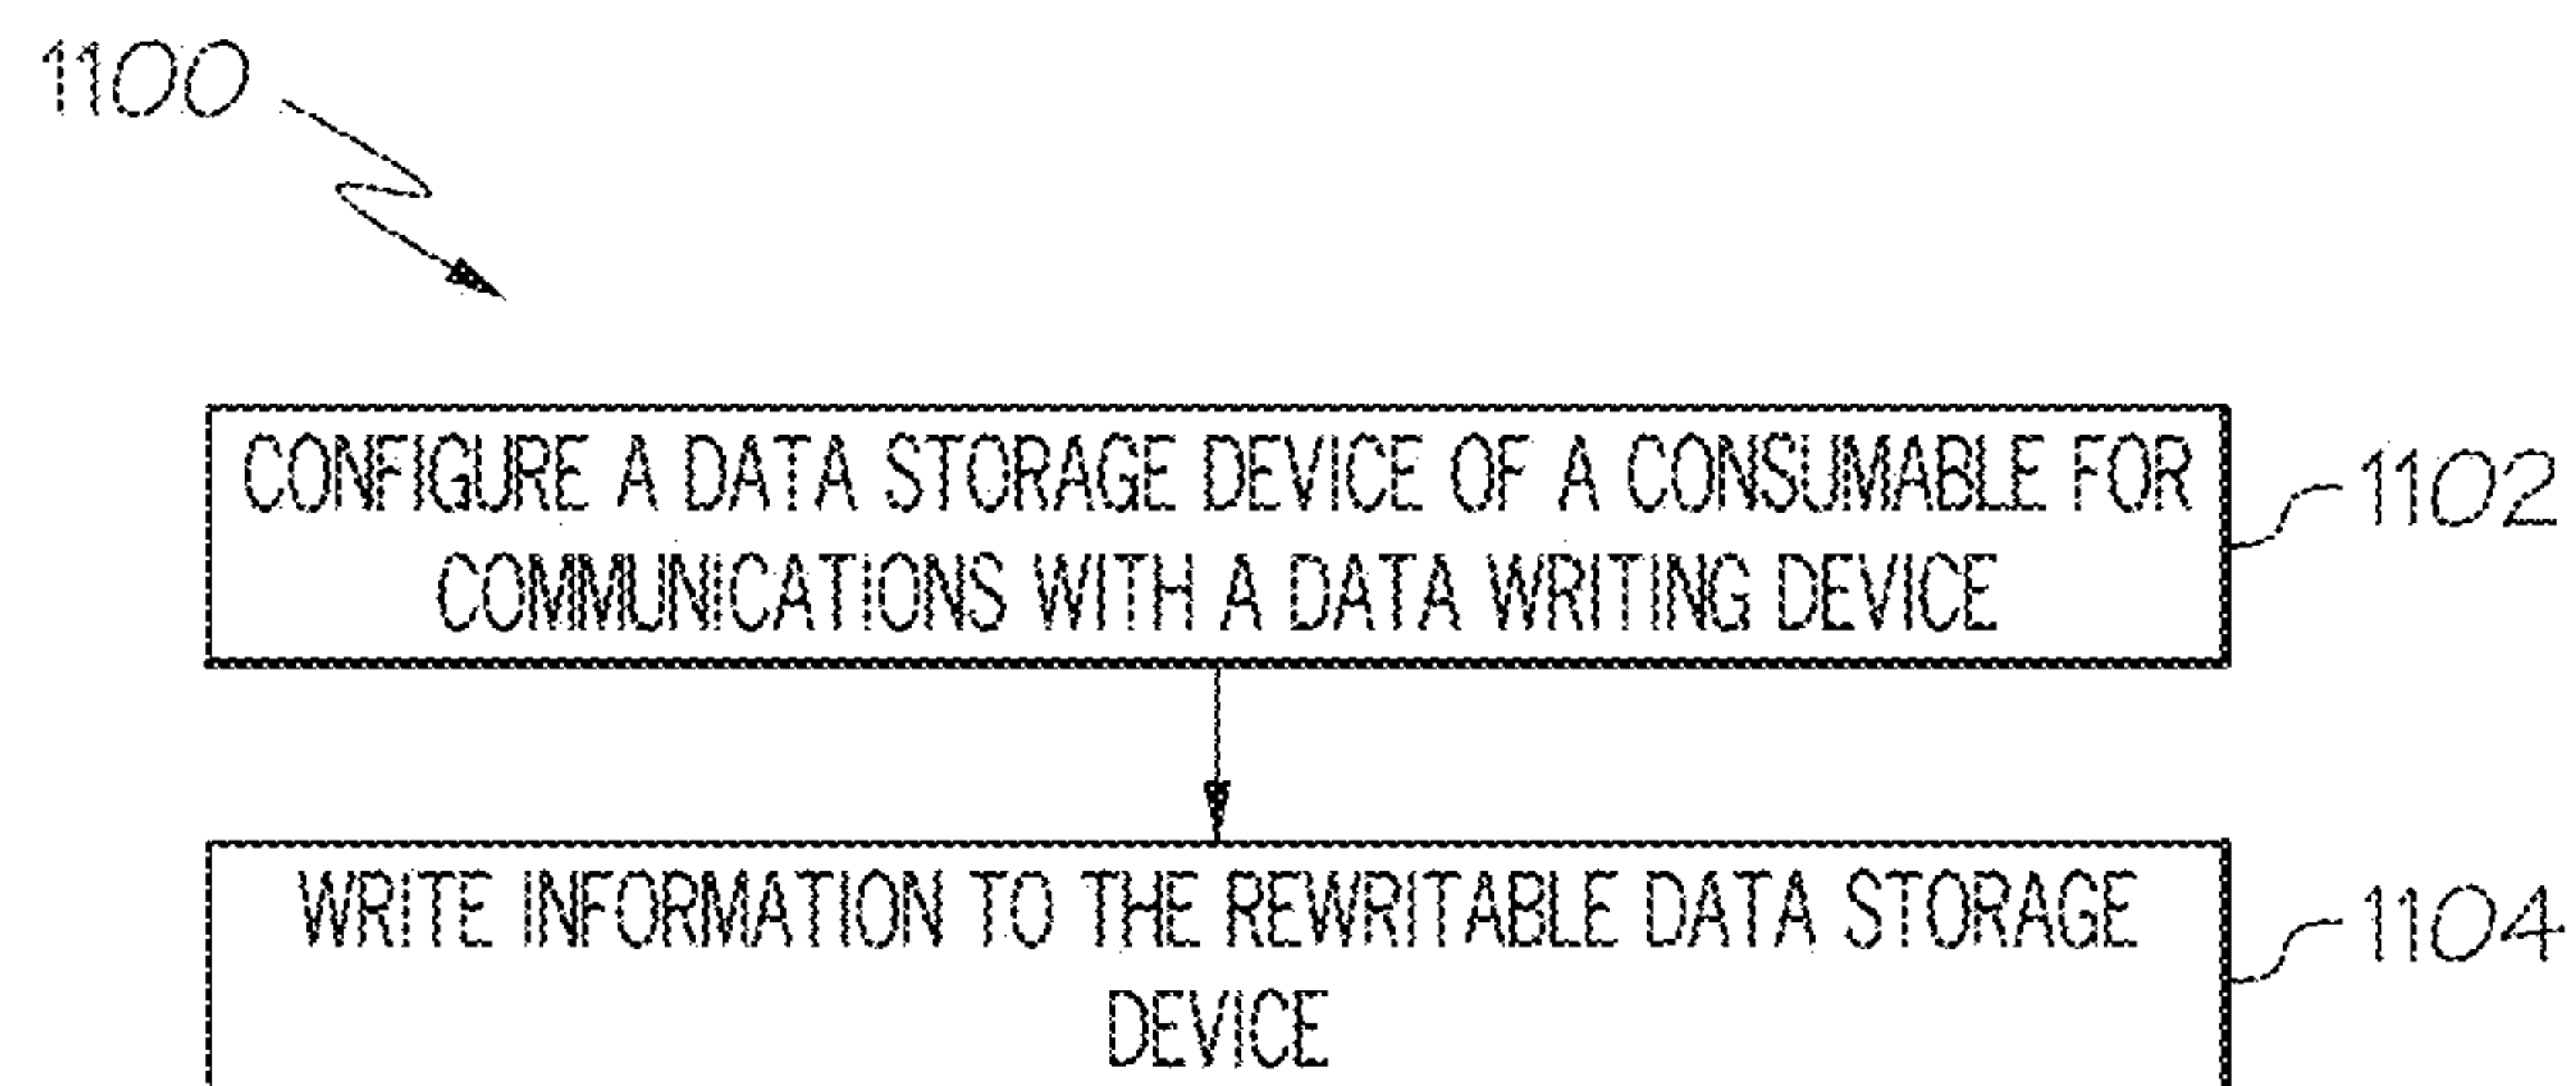 1100
CONFIGURE A DATA STORAGE DEVICE OF A CONSUMABLE FOR
COMMUNICATIONS WITH A DATA WRITING DEVICE
1102
WRITE INFORMATION TO THE REWRITABLE DATA STORAGE
DEVICE
1104